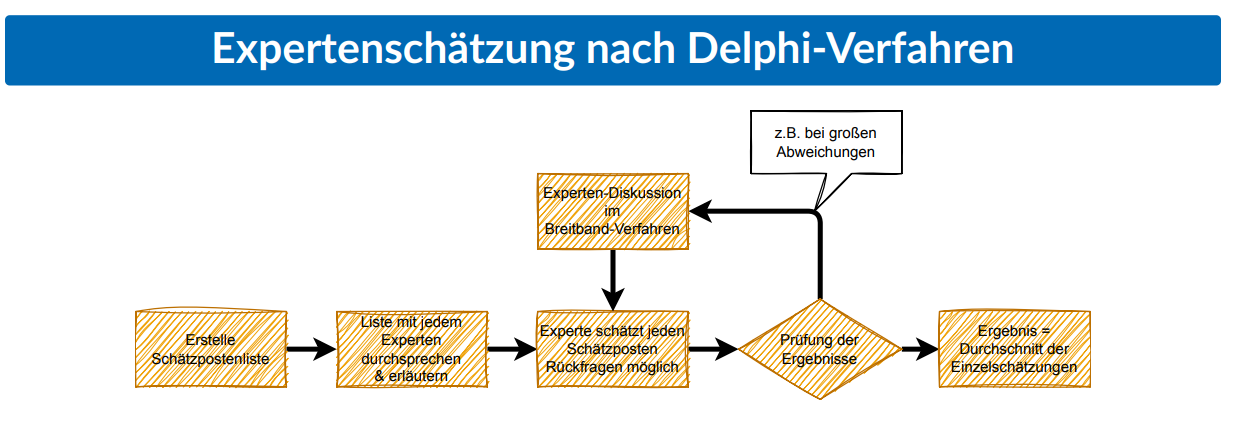 Expertenschätzung nach Delphi-Verfahren
z.B. bei großen
Abweichungen
Experten-Diskussion
im
Breitband-Verfahren
Erstelle
Schätzpostenliste
Liste mit jedem
Experten
durchsprechen
& erläutern
Experte schätzt jeden
Schätzposten
Rückfragen möglich
Prüfung der
Ergebnisse
Ergebnis =
Durchschnitt der
Einzelschätzungen